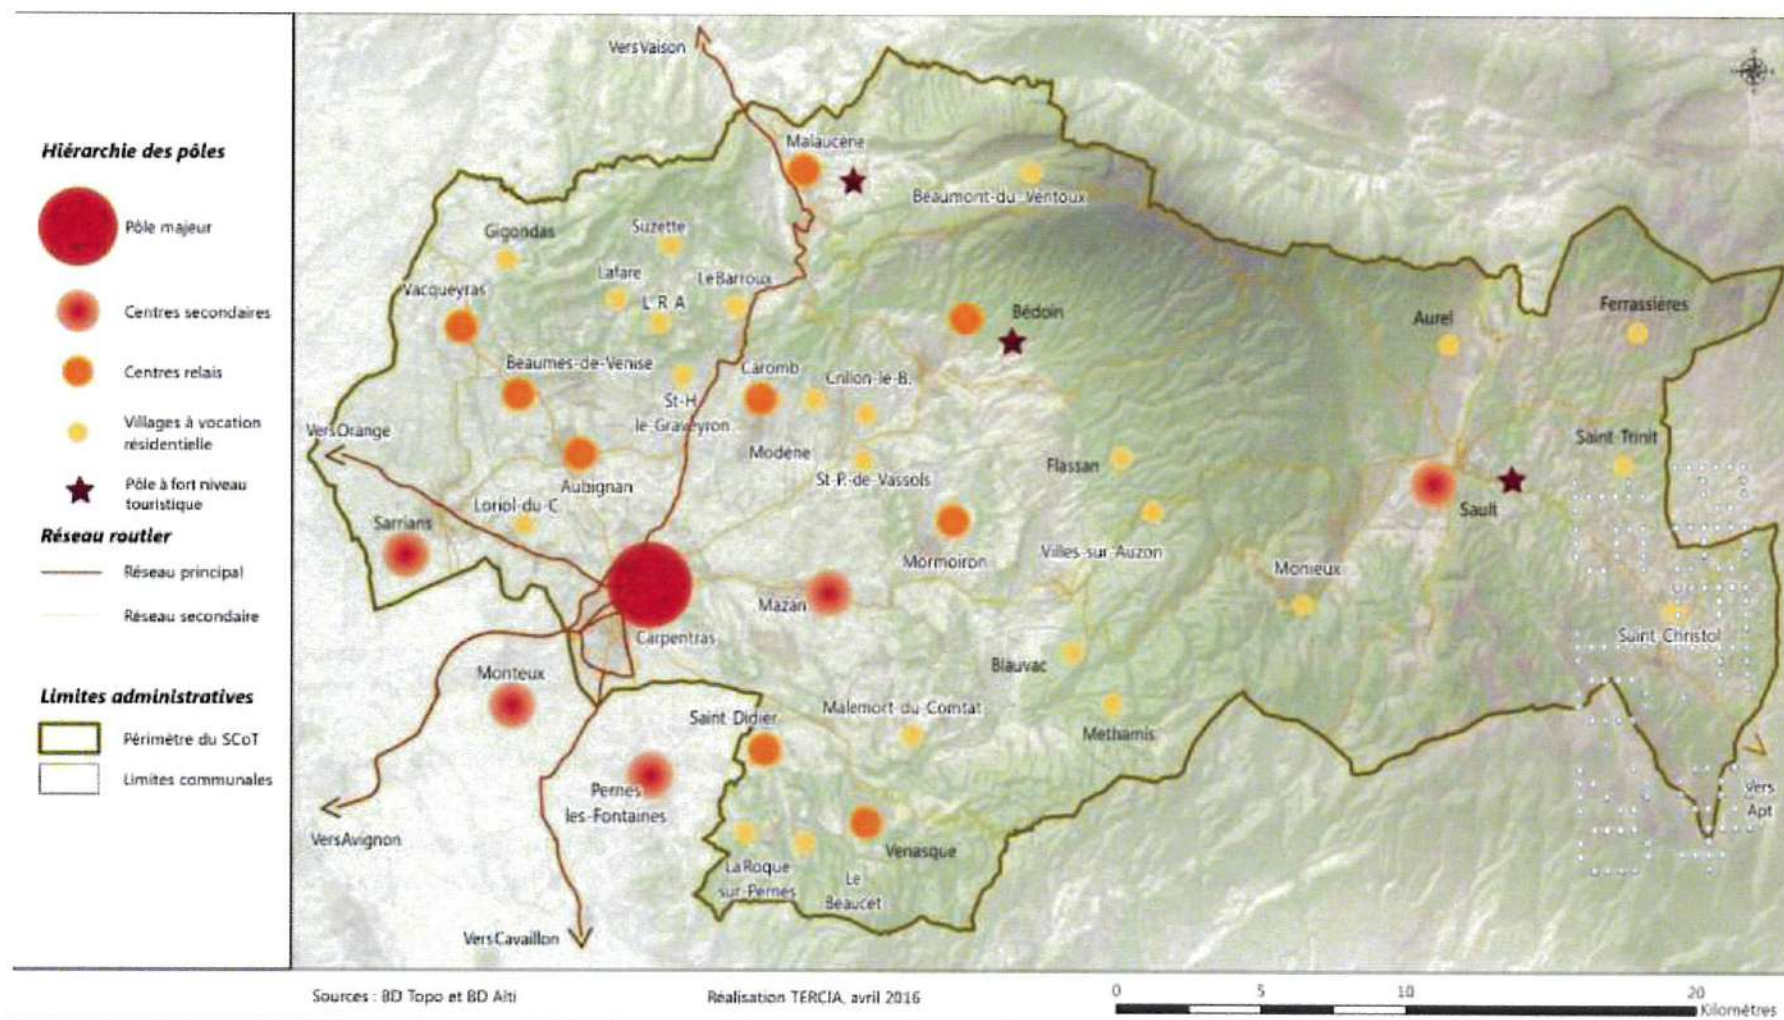 Hiérarchie des pôles
Pôle majeur
Centres secondaires
Centres relais
Villages à vocation
résidentielle
Pôle à fort niveau
touristique
Réseau routier
Réseau principal
Réseau secondaire
Limites administratives
Périmètre du SCoT
Limites communales
Vers Vaison
Malaucène
Beaumont-du-Ventoux
Gigondas
Suzette
Lafare
Le Barroux
L R A
Vacqueyras
Bédoin
Aurel
Ferrassières
Beaumes-de-Venise
Caromb
Crillon-le-B.
St-H.
le-Graveyron
Vers Orange
Modène
St-P.-de-Vassols
Flassan
Saint-Trinit
Aubignan
Loriol-du-C
Sarrians
Sault
Mormoiron
Villes-sur-Auzon
Monieux
Mazan
Carpentras
Saint-Christol
Blauvac
Monteux
Saint-Didier
Malemort-du-Comtat
Méthamis
Pernes
les-Fontaines
Vers
Apt
Vers Avignon
Venasque
La Roque
sur-Pernes
Le
Beaucet
Vers Cavaillon
Sources : BD Topo et BD Alti
Réalisation TERCIA, avril 2016
0 5 10 20
Kilomètres